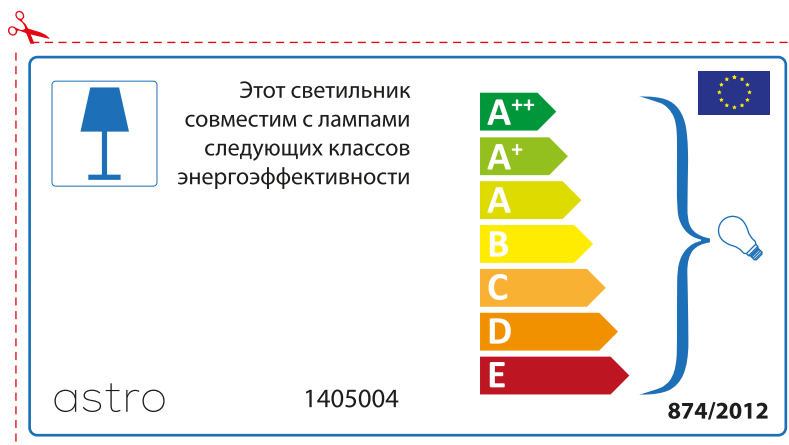 Этот светильник
совместим с лампами
следующих классов
энергоэффективности
A++
A+
A
B
C
D
E
astro
1405004
874/2012